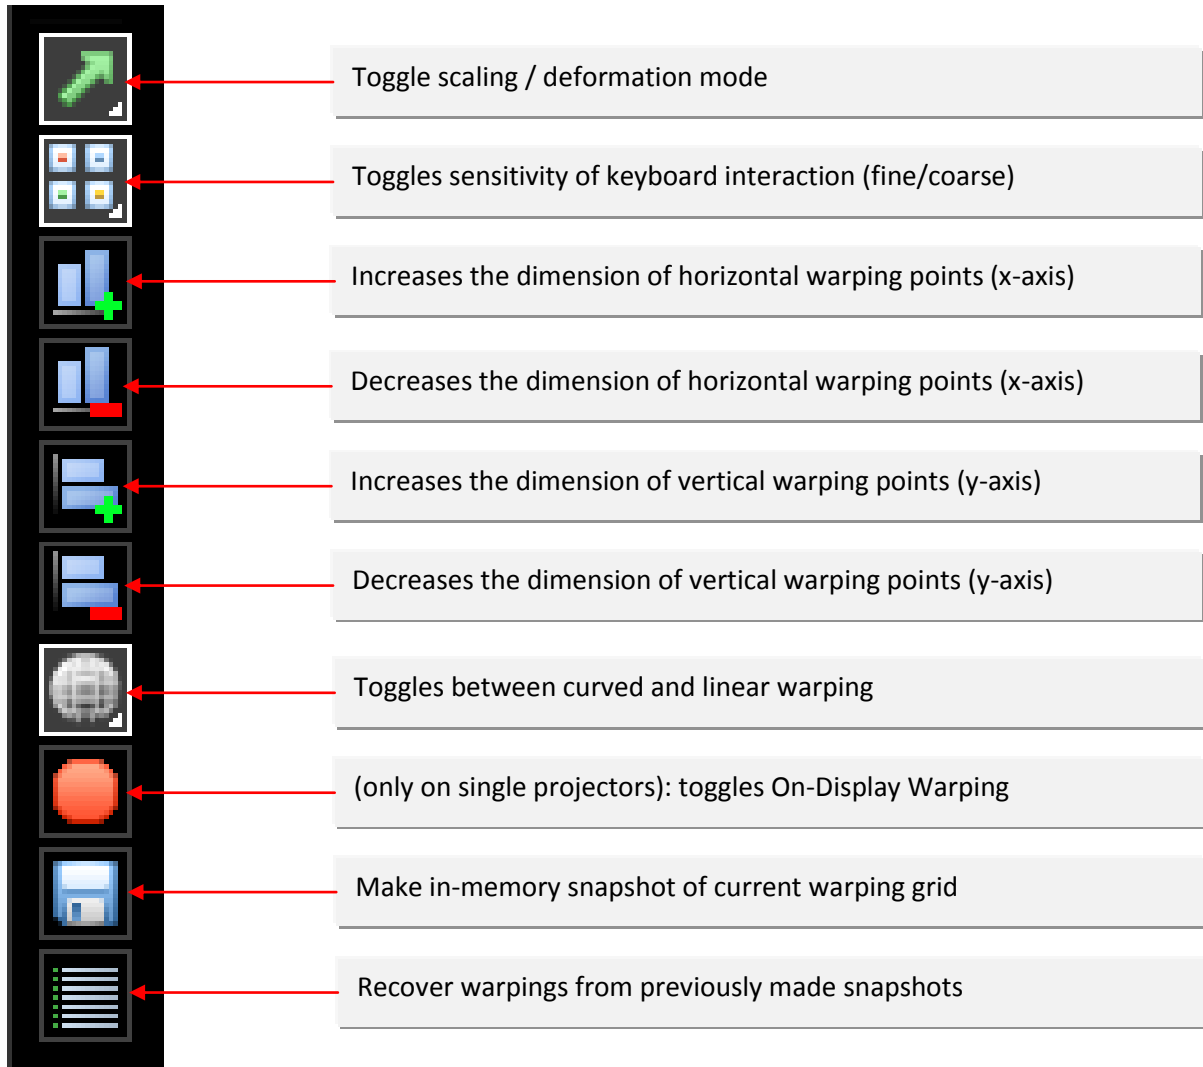 Toggle scaling / deformation mode
Toggles sensitivity of keyboard interaction (fine/coarse)
Increases the dimension of horizontal warping points (x-axis)
Decreases the dimension of horizontal warping points (x-axis)
Increases the dimension of vertical warping points (y-axis)
Decreases the dimension of vertical warping points (y-axis)
Toggles between curved and linear warping
(only on single projectors): toggles On-Display Warping
Make in-memory snapshot of current warping grid
Recover warpings from previously made snapshots